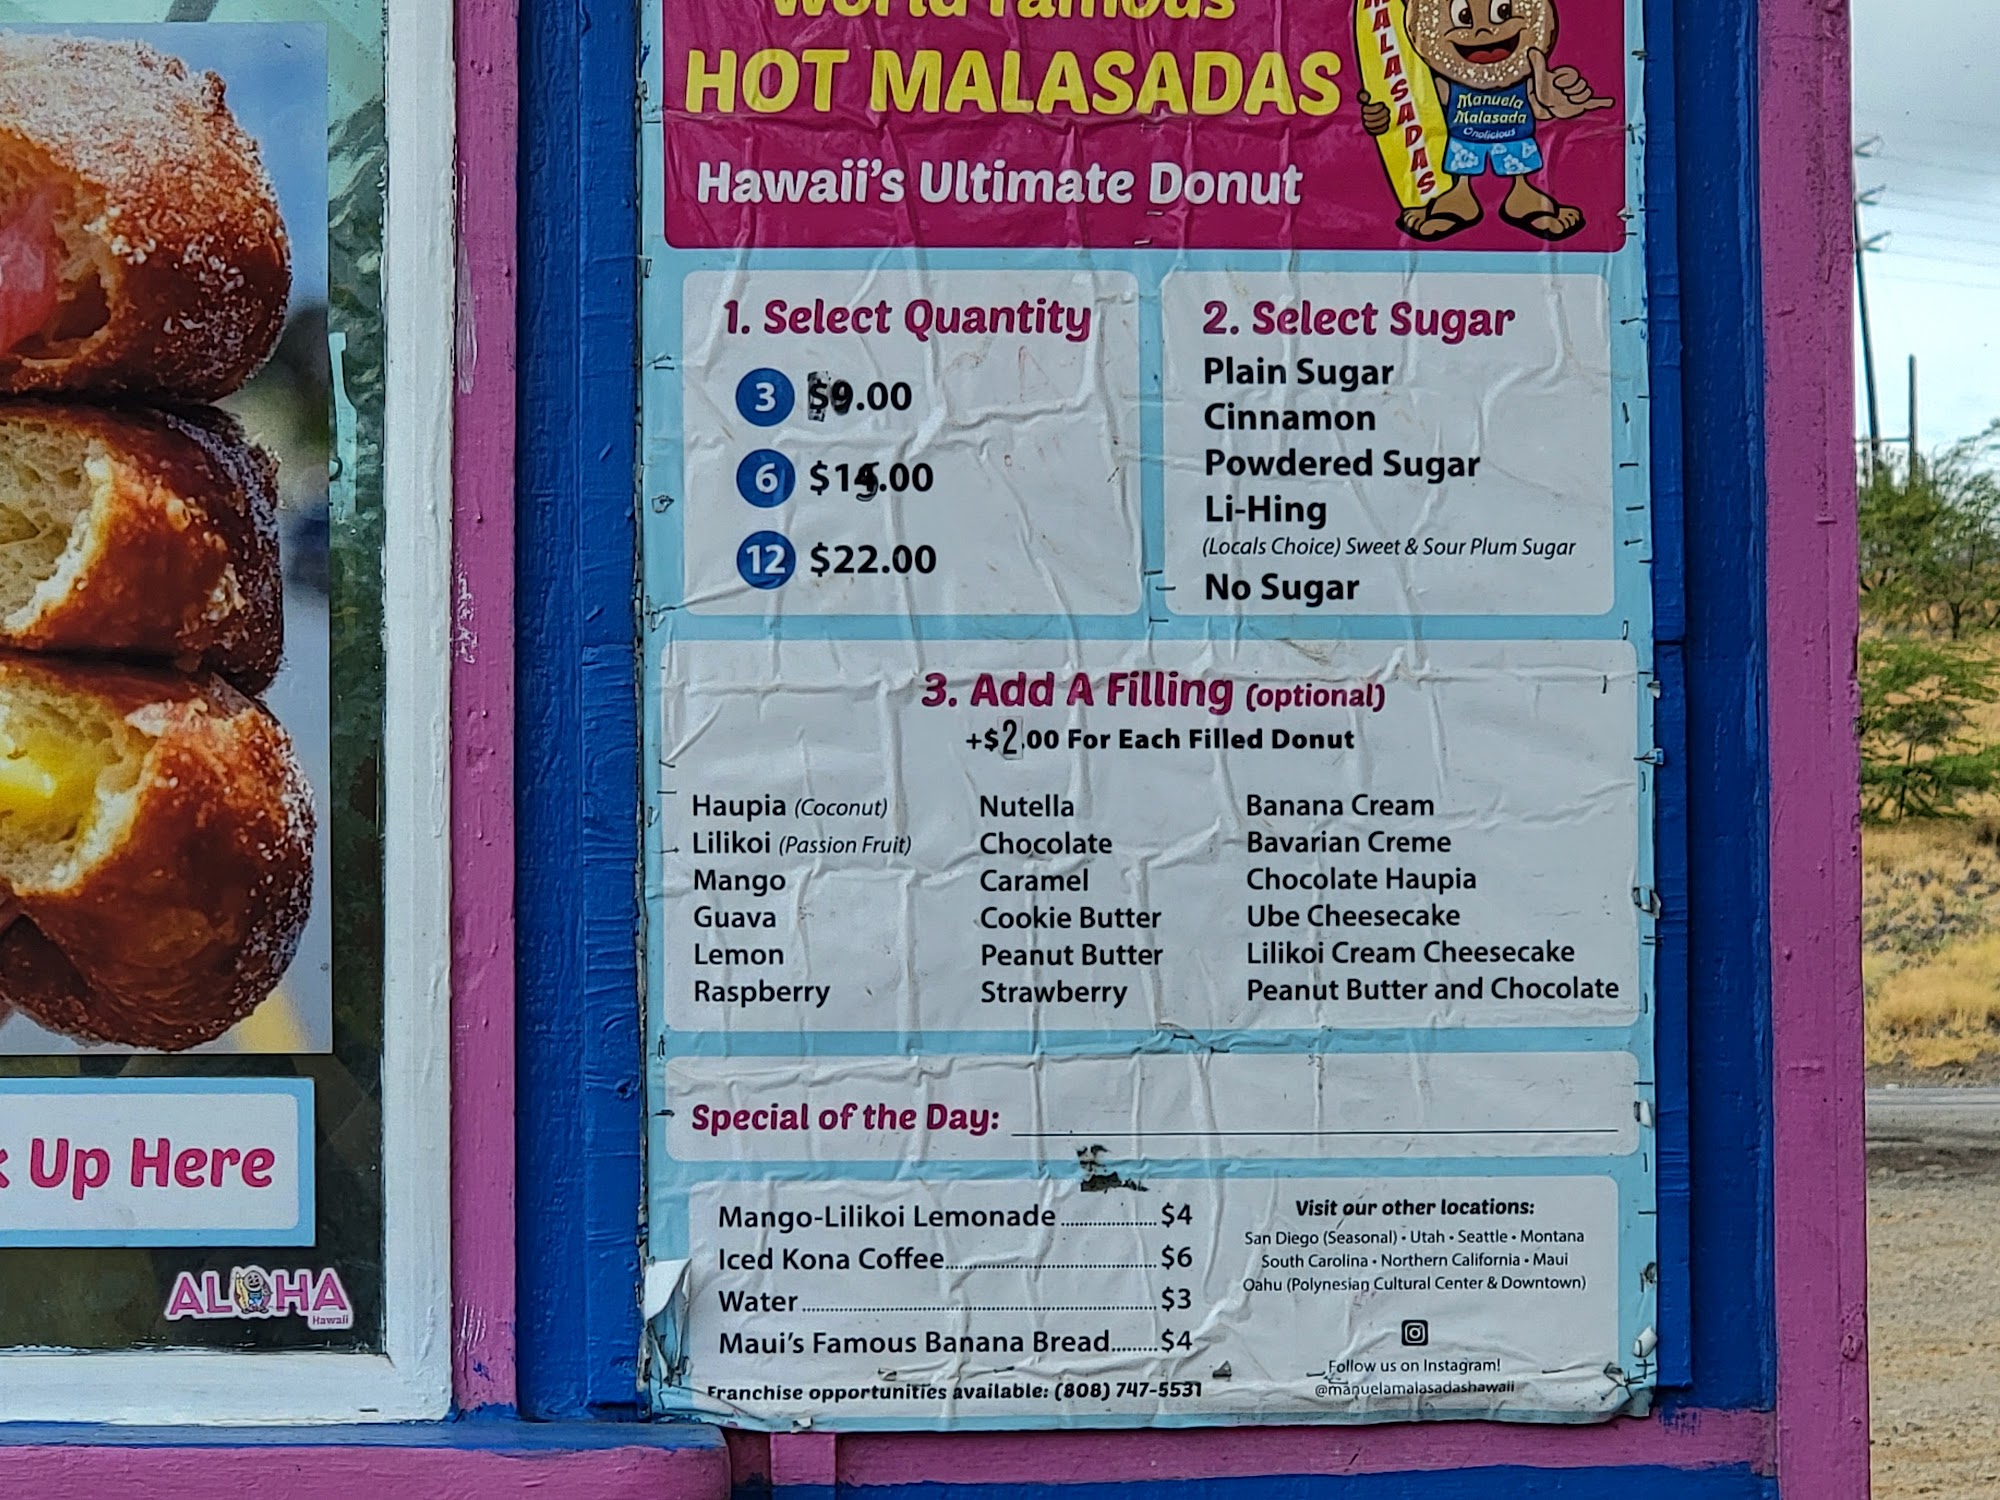 World Famous
HOT MALASADAS
Hawaii's Ultimate Donut
MALASADAS
Manuela
Malasada
Onolicious
1. Select Quantity
3 $9.00
6 $15.00
12 $22.00
2. Select Sugar
Plain Sugar
Cinnamon
Powdered Sugar
Li-Hing
(Locals Choice) Sweet & Sour Plum Sugar
No Sugar
3. Add A Filling (optional)
+$2.00 For Each Filled Donut
Haupia (Coconut)
Lilikoi (Passion Fruit)
Mango
Guava
Lemon
Raspberry
Nutella
Chocolate
Caramel
Cookie Butter
Peanut Butter
Strawberry
Banana Cream
Bavarian Creme
Chocolate Haupia
Ube Cheesecake
Lilikoi Cream Cheesecake
Peanut Butter and Chocolate
Special of the Day:
Mango-Lilikoi Lemonade $4
Iced Kona Coffee $6
Water $3
Maui's Famous Banana Bread $4
Franchise opportunities available: (808) 747-5531
Visit our other locations:
San Diego (Seasonal) • Utah • Seattle • Montana
South Carolina • Northern California • Maui
Oahu (Polynesian Cultural Center & Downtown)
Follow us on Instagram!
@manuelamalasadashawaii
Up Here
ALOHA
Hawaii